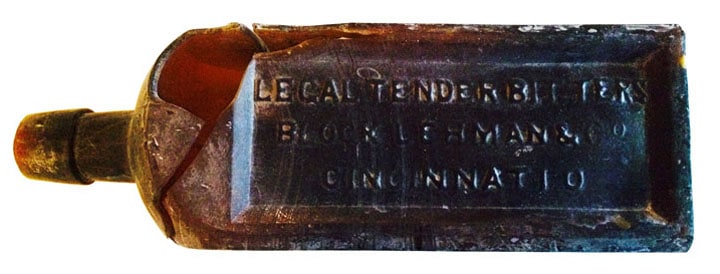 LEGAL TENDER BITTERS
BLOCK LEHMAN & CO
CINCINNATI O